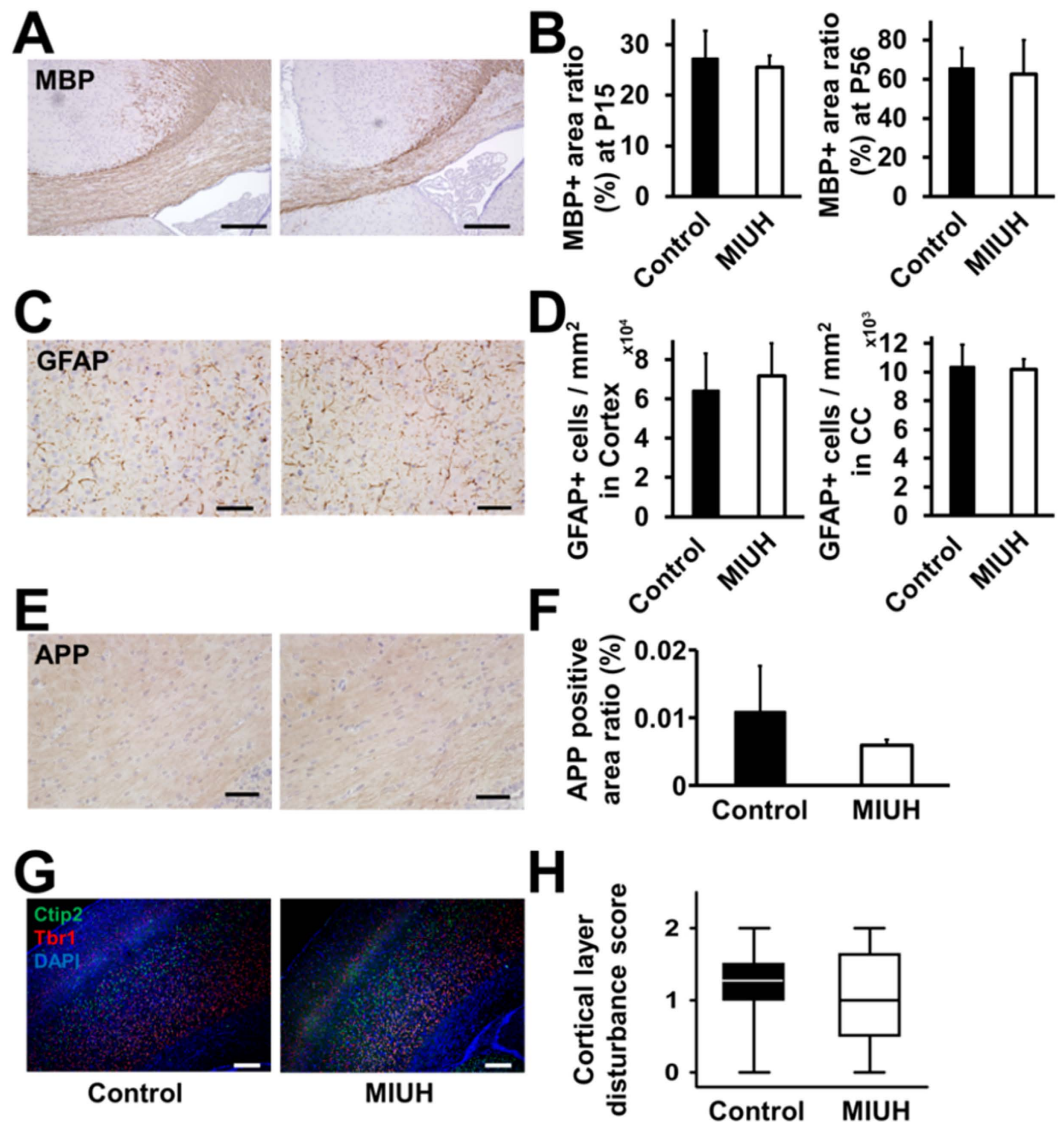 A
MBP
B
MBP+ area ratio
(%) at P15
30
20
10
0
Control
MIUH
MBP+ area ratio
(%) at P56
80
60
40
20
0
Control
MIIUH
C
GFAP
D
GFAP+ cells / mm²
in Cortex
x10⁴
8
6
4
2
0
Control
MIUH
GFAP+ cells / mm²
in CC
x10³
12
10
8
6
4
2
0
Control
MIUH
E
APP
F
APP positive
area ratio (%)
0.02
0.01
0
Control
MIUH
G
Ctip2
Tbr1
DAPI
Control
MIUH
H
Cortical layer
disturbance score
2
1
0
Control
MIUH